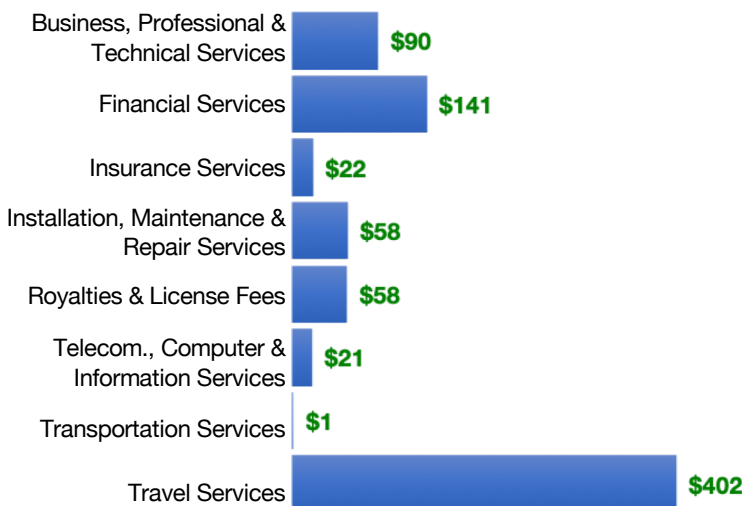 Business, Professional &
Technical Services
$90
Financial Services
$141
Insurance Services
$22
Installation, Maintenance &
Repair Services
$58
Royalties & License Fees
$58
Telecom., Computer &
Information Services
$21
Transportation Services
$1
Travel Services
$402